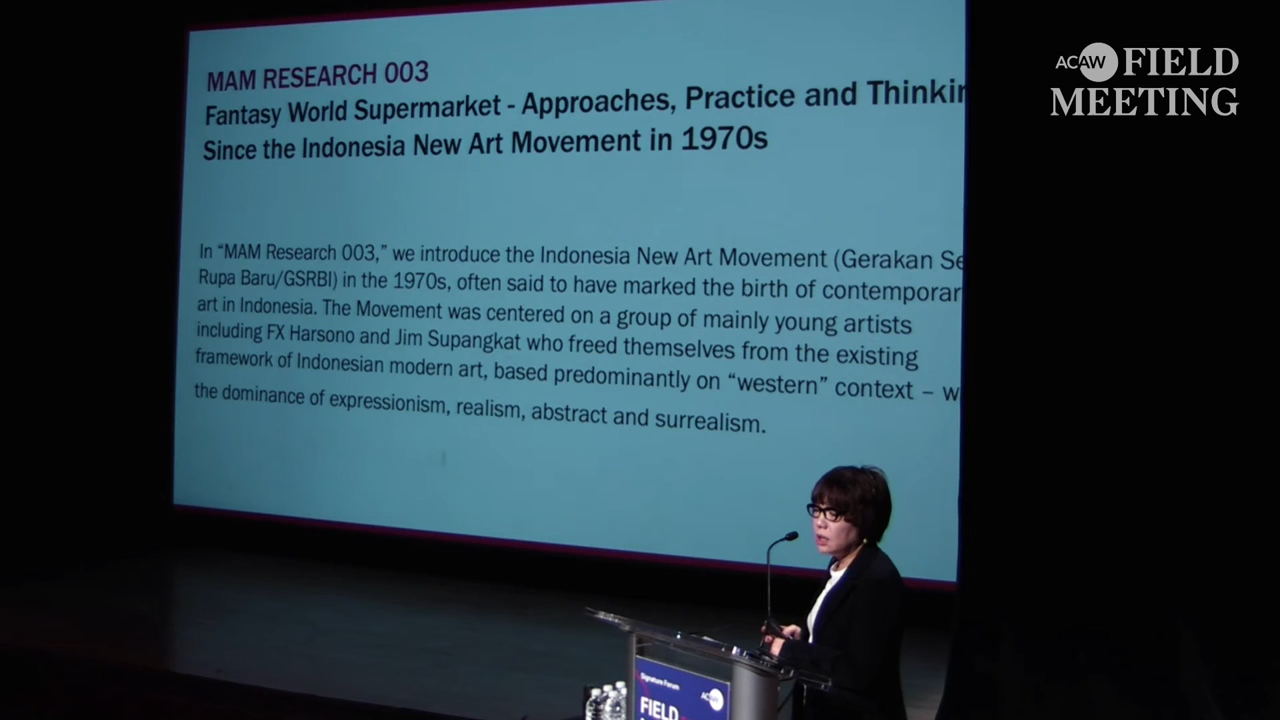 MAM RESEARCH 003
Fantasy World Supermarket - Approaches, Practice and Thinkin
Since the Indonesia New Art Movement in 1970s
In “MAM Research 003,” we introduce the Indonesia New Art Movement (Gerakan Se
Rupa Baru/GSRBI) in the 1970s, often said to have marked the birth of contemporar
art in Indonesia. The Movement was centered on a group of mainly young artists
including FX Harsono and Jim Supangkat who freed themselves from the existing
framework of Indonesian modern art, based predominantly on “western” context – w
the dominance of expressionism, realism, abstract and surrealism.
ACAW FIELD
MEETING
Signature Forum
ACAW
FIELD